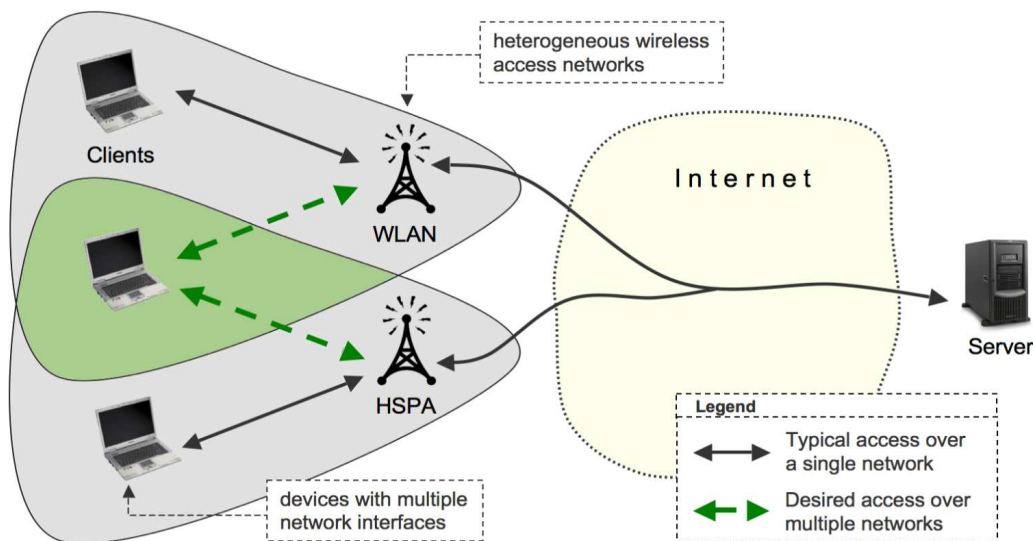 heterogeneous wireless
access networks
Clients
WLAN
Internet
HSPA
Server
devices with multiple
network interfaces
Legend
Typical access over
a single network
Desired access over
multiple networks